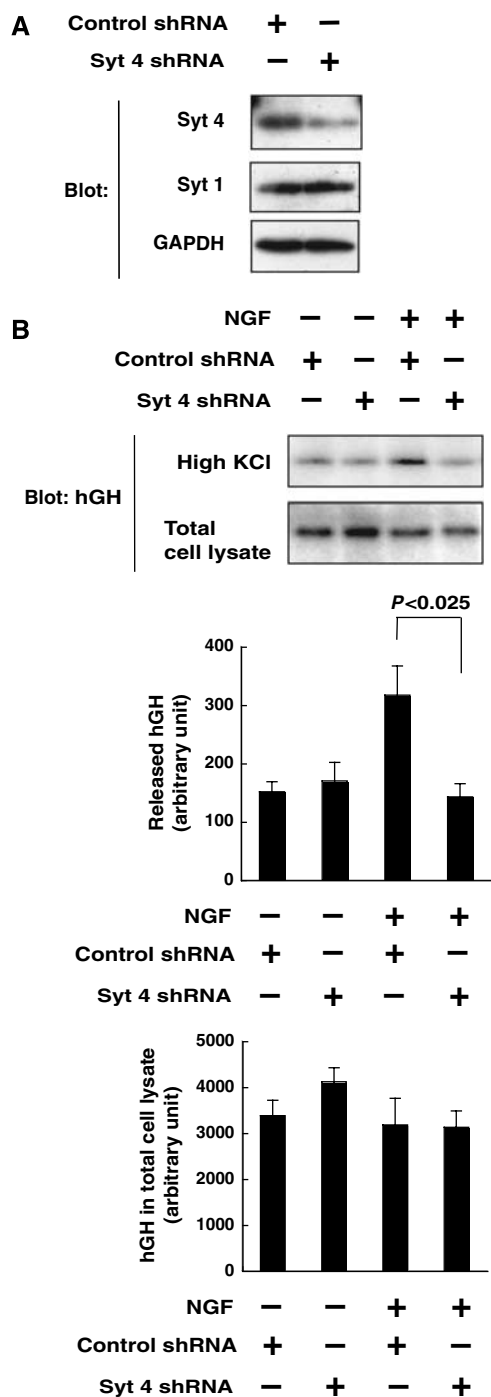 A
Control shRNA + −
Syt 4 shRNA − +
Blot:
Syt 4
Syt 1
GAPDH
B
NGF − − + +
Control shRNA + − + −
Syt 4 shRNA − + − +
Blot: hGH
High KCl
Total
cell lysate
P<0.025
Released hGH
(arbitrary unit)
400
300
200
100
0
NGF − − + +
Control shRNA + − + −
Syt 4 shRNA − + − +
hGH in total cell lysate
(arbitrary unit)
5000
4000
3000
2000
1000
0
NGF − − + +
Control shRNA + − + −
Syt 4 shRNA − + − +